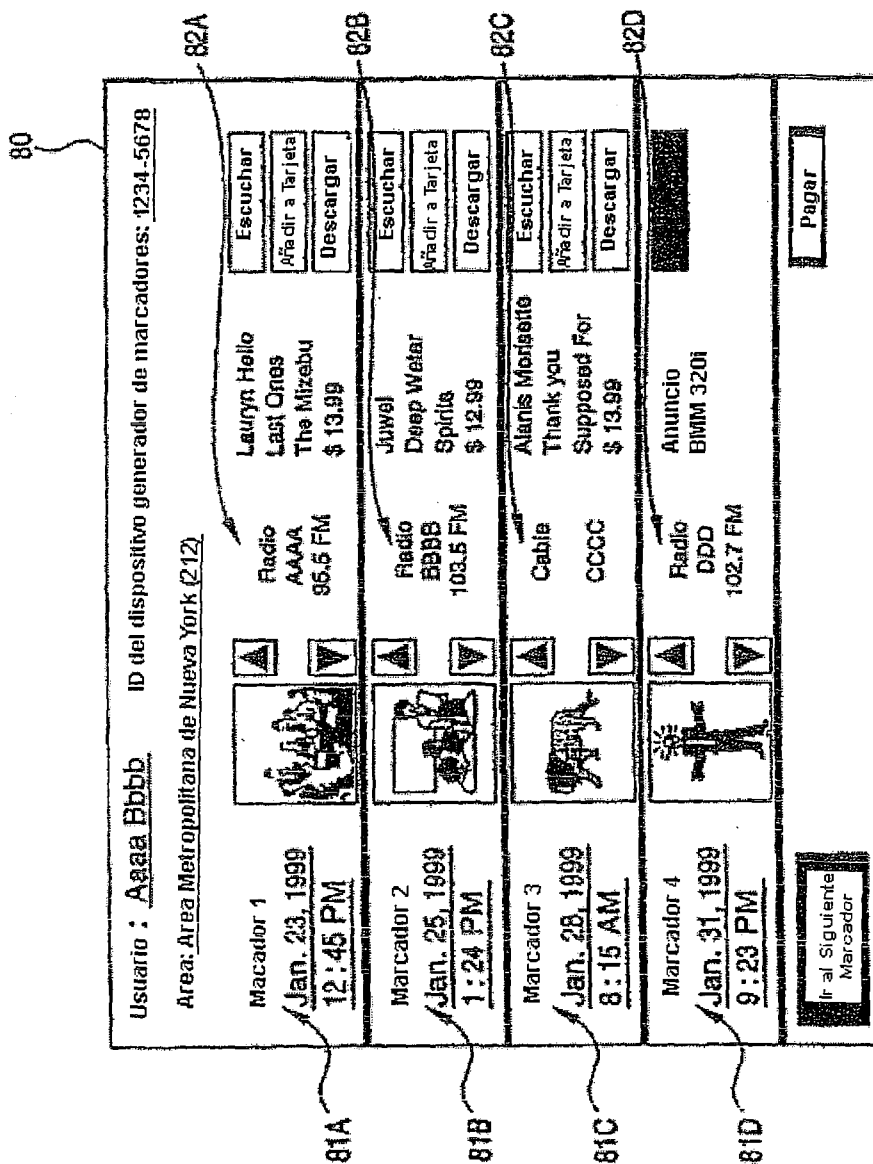 80
Usuario : Aaaa Bbbb ID del dispositivo generador de marcadores: 1234-5678
Area: Area Metropolitana de Nueva York (212)
82A
Macador 1
Jan. 23, 1999
12:45 PM
Radio
AAAA
95.5 FM
Lauryn Hello
Last Ones
The Mizebu
$ 13.99
Escuchar
Añadir a Tarjeta
Descargar
81A
82B
Marcador 2
Jan. 25, 1999
1:24 PM
Radio
BBBB
103.5 FM
Juwel
Deep Weter
Spirits
$ 12.99
Escuchar
Añadir a Tarjeta
Descargar
81B
82C
Marcador 3
Jan. 28, 1999
8:15 AM
Cable
CCCC
Alanis Morisette
Thank you
Supposed For
$ 13.99
Escuchar
Añadir a Tarjeta
Descargar
81C
82D
Marcador 4
Jan. 31, 1999
9:23 PM
Radio
DDD
102.7 FM
Anuncio
BMM 320i
81D
Ir al Siguiente
Marcador
Pagar